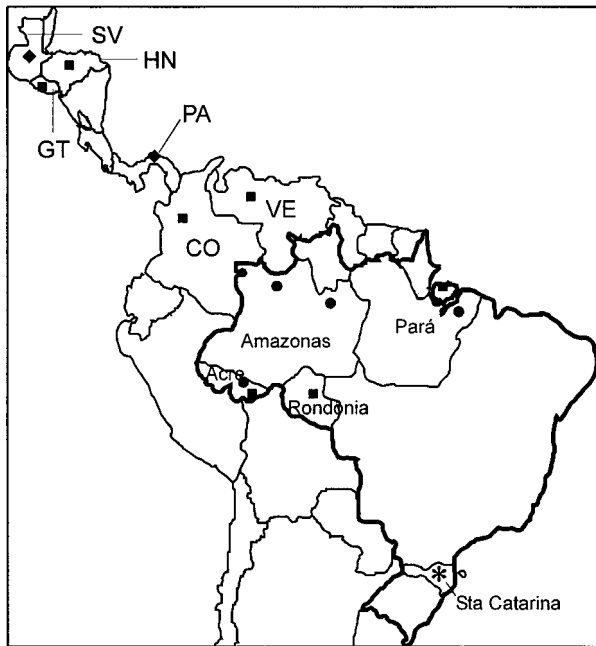 SV
HN
PA
GT
VE
CO
Amazonas
Pará
Acre
Rondônia
*
Sta Catarina